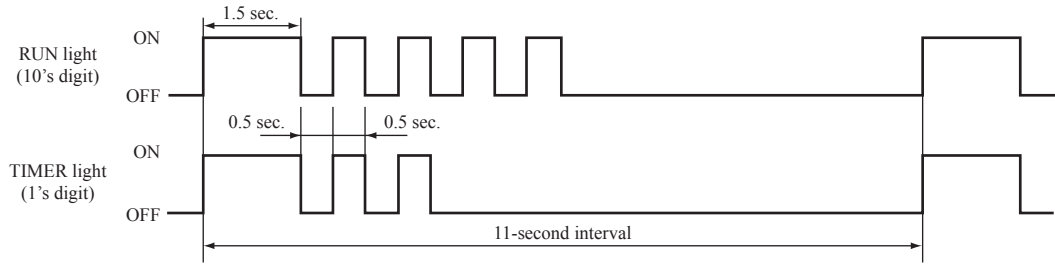 1.5 sec.
ON
RUN light
(10's digit)
OFF
0.5 sec.
0.5 sec.
ON
TIMER light
(1's digit)
OFF
11-second interval